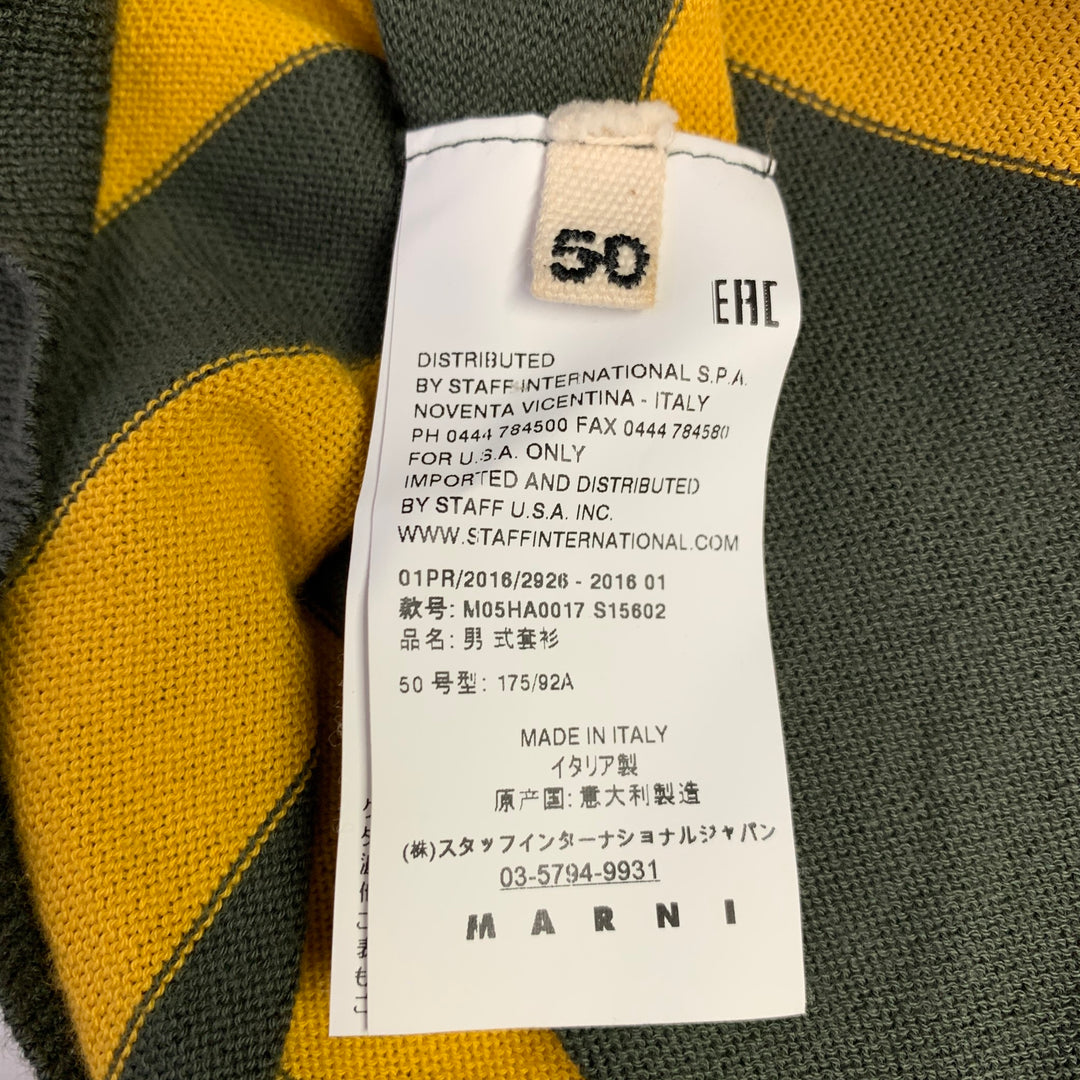 50
EAC
DISTRIBUTED
BY STAFF INTERNATIONAL S.P.A.
NOVENTA VICENTINA - ITALY
PH 0444 784500 FAX 0444 784580
FOR U.S.A. ONLY
IMPORTED AND DISTRIBUTED
BY STAFF U.S.A. INC.
WWW.STAFFINTERNATIONAL.COM
01PR/2016/2926 - 2016 01
款号: M05HA0017 S15602
品名: 男 式套衫
50 号型: 175/92A
MADE IN ITALY
イタリア製
原产国: 意大利製造
(株)スタッフインターナショナルジャパン
03-5794-9931
MARNI